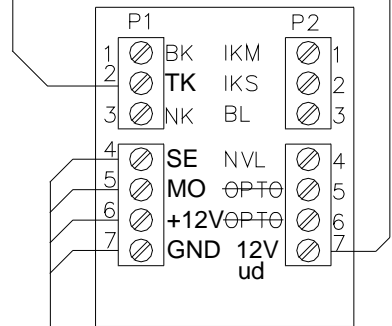 P1 P2
1 BK IKM 1
2 TK IKS 2
3 NK BL 3
4 SE NVL 4
5 MO OPTO 5
6 +12V OPTO 6
7 GND 12V 7
ud